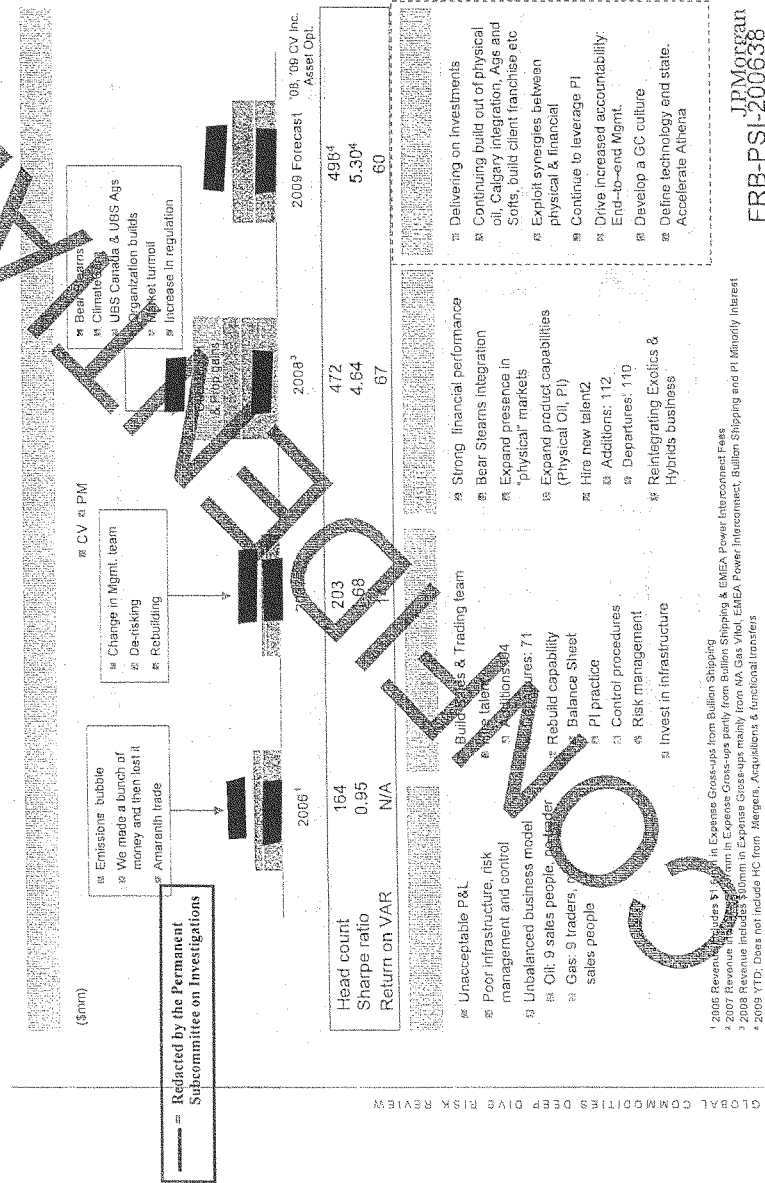 CONFIDENTIAL
($mm)
CV PM
Emissions bubble
We made a bunch of
money and then lost it
Amaranth trade
Change in Mgmt. team
De-risking
Rebuilding
Bear Stearns
UBS Canada & UBS Ags
Organization builds
Market turmoil
Increase in regulation
= Redacted by the Permanent
Subcommittee on Investigations
& Prop gains
2006¹ 2008³ 2009 Forecast '08, '09 CV Inc.
Asset Opt.
Head count 164 203 472 498⁴
Sharpe ratio 0.95 4.64 5.30⁴
Return on VAR N/A 67 60
Unacceptable P&L
Poor infrastructure, risk
management and control
Unbalanced business model
Oil: 9 sales people,
Gas: 9 traders,
sales people
& Trading team
Rebuild capability
Balance Sheet
PI practice
Control procedures
Risk management
Invest in infrastructure
Strong financial performance
Bear Stearns integration
Expand presence in
"physical" markets
Expand product capabilities
(Physical Oil, PI)
Hire new talent2
Additions: 112
Departures: 110
Reintegrating Exotics &
Hybrids business
Delivering on Investments
Continuing build out of physical
oil, Calgary integration, Ags and
Softs, build client franchise etc
Exploit synergies between
physical & financial
Continue to leverage PI
Drive increased accountability:
End-to-end Mgmt.
Develop a GC culture
Define technology end state.
Accelerate Athena
¹ 2006 Revenue includes in Expense Gross-ups from Bullion Shipping
² 2007 Revenue in Expense Gross-ups partly from Bullion Shipping & EMEA Power Interconnect Fees
³ 2008 Revenue includes $90mm in Expense Gross-ups mainly from NA Gas Vitol, EMEA Power Interconnect, Bullion Shipping and PI Minority Interest
⁴ 2009 YTD; Does not include HC from Mergers, Acquisitions & functional transfers
GLOBAL COMMODITIES DEEP DIVE RISK REVIEW
JPMorgan
FRB-PSI-200638